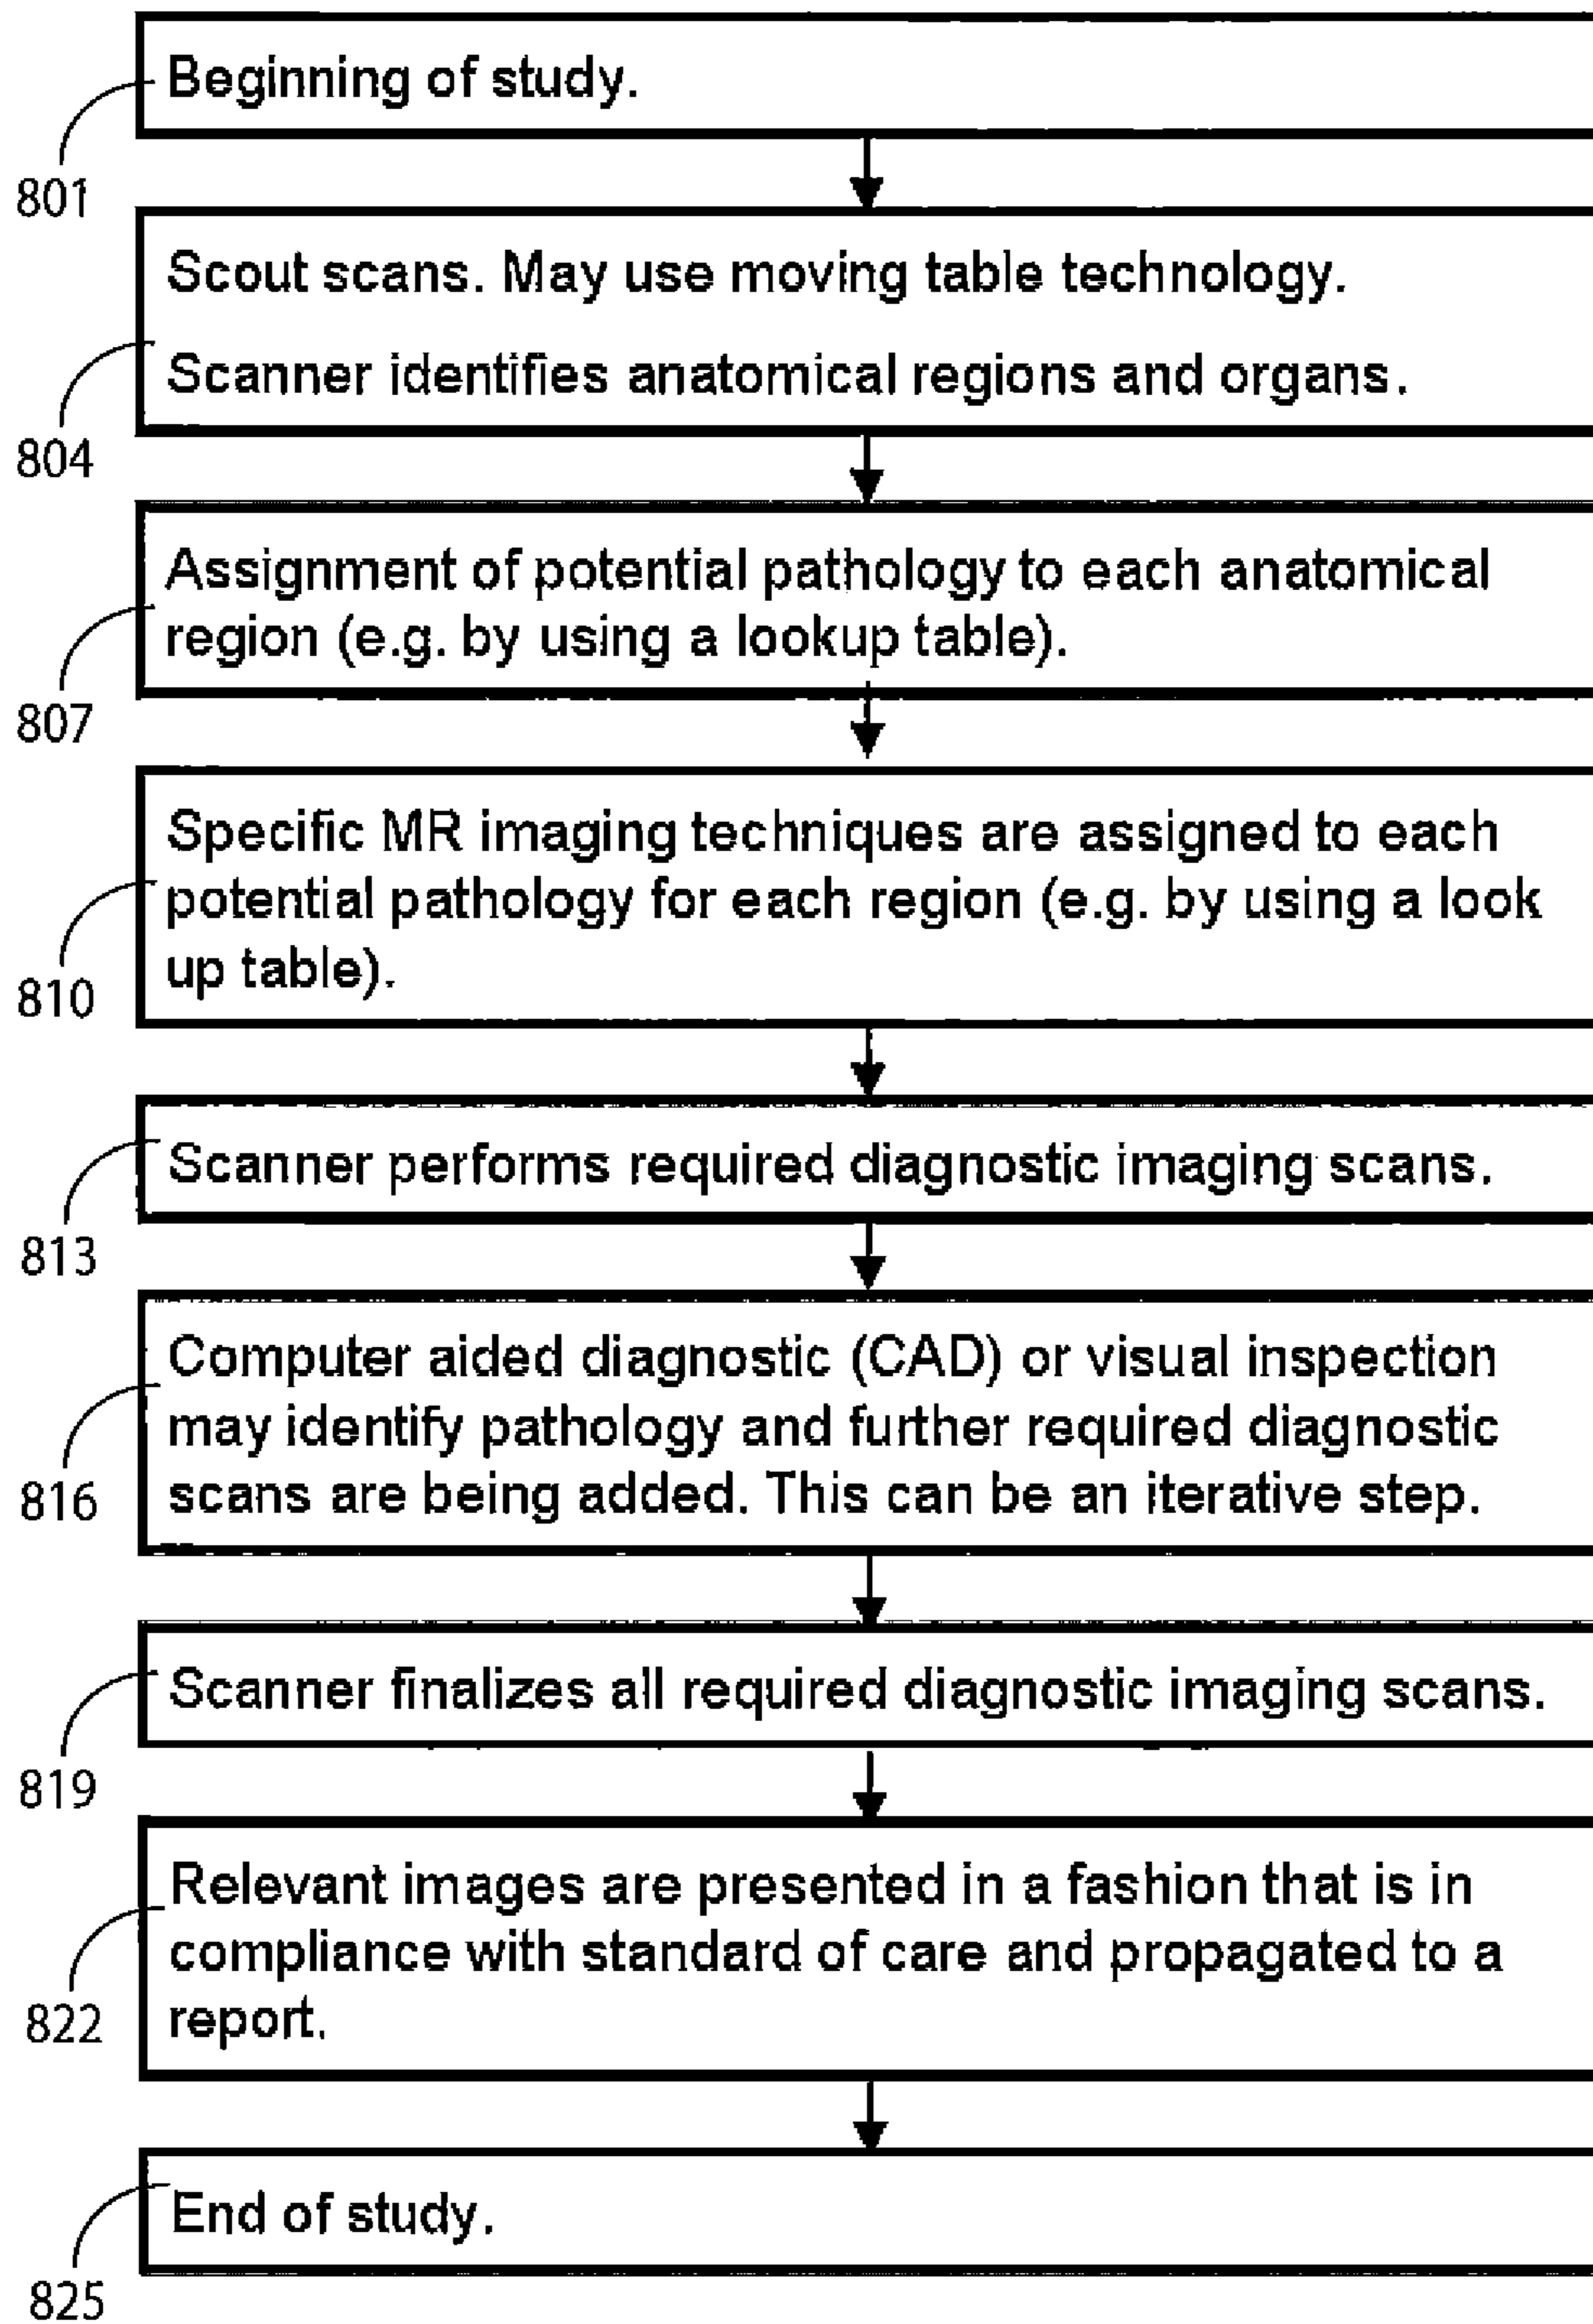 Beginning of study.
801
Scout scans. May use moving table technology.
Scanner identifies anatomical regions and organs.
804
Assignment of potential pathology to each anatomical
region (e.g. by using a lookup table).
807
Specific MR imaging techniques are assigned to each
potential pathology for each region (e.g. by using a look
up table).
810
Scanner performs required diagnostic imaging scans.
813
Computer aided diagnostic (CAD) or visual inspection
may identify pathology and further required diagnostic
scans are being added. This can be an iterative step.
816
Scanner finalizes all required diagnostic imaging scans.
819
Relevant images are presented in a fashion that is in
compliance with standard of care and propagated to a
report.
822
End of study.
825